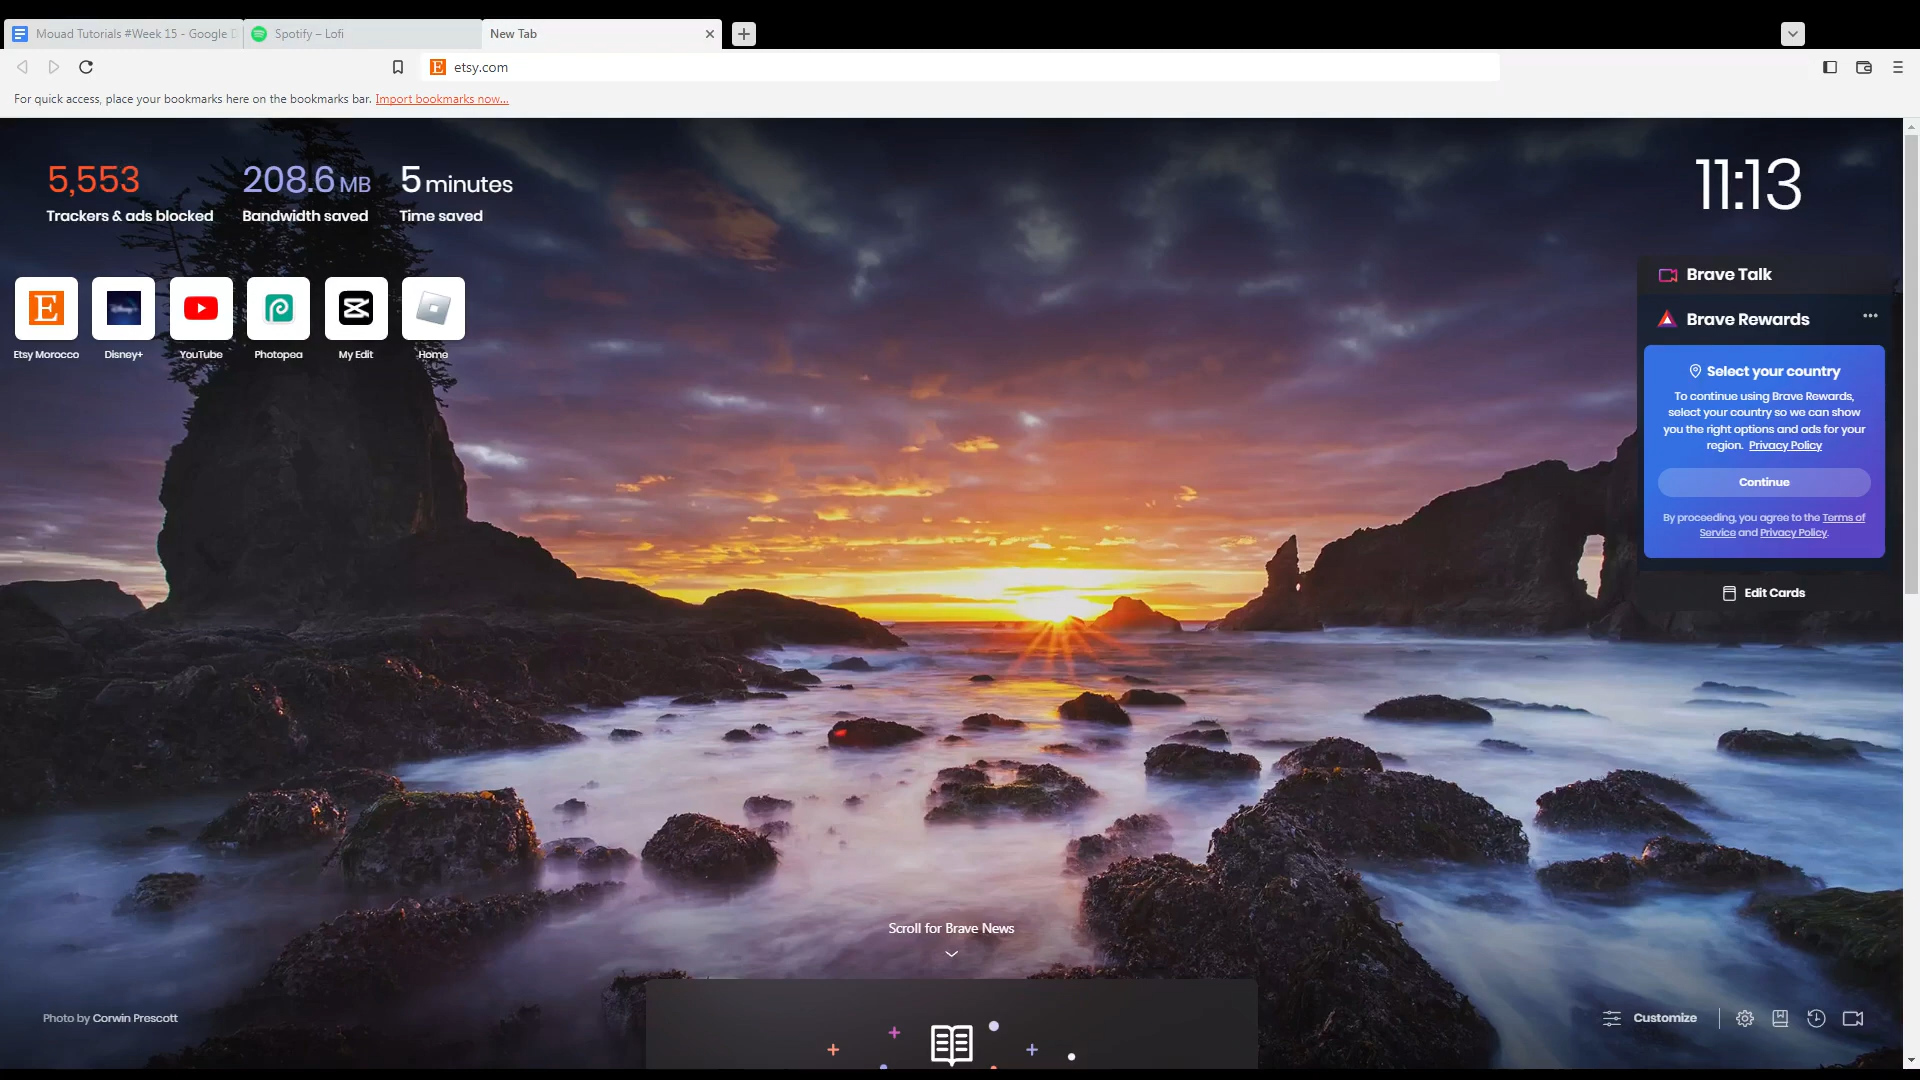 Mouad Tutorials #Week 15 - Google D
Spotify – Lofi
New Tab
etsy.com
For quick access, place your bookmarks here on the bookmarks bar. Import bookmarks now...
5,553
Trackers & ads blocked
208.6 MB
Bandwidth saved
5 minutes
Time saved
11:13
Etsy Morocco
Disney+
YouTube
Photopea
My Edit
Home
Brave Talk
Brave Rewards
Select your country
To continue using Brave Rewards,
select your country so we can show
you the right options and ads for your
region. Privacy Policy
Continue
By proceeding, you agree to the Terms of
Service and Privacy Policy.
Edit Cards
Scroll for Brave News
Photo by Corwin Prescott
Customize